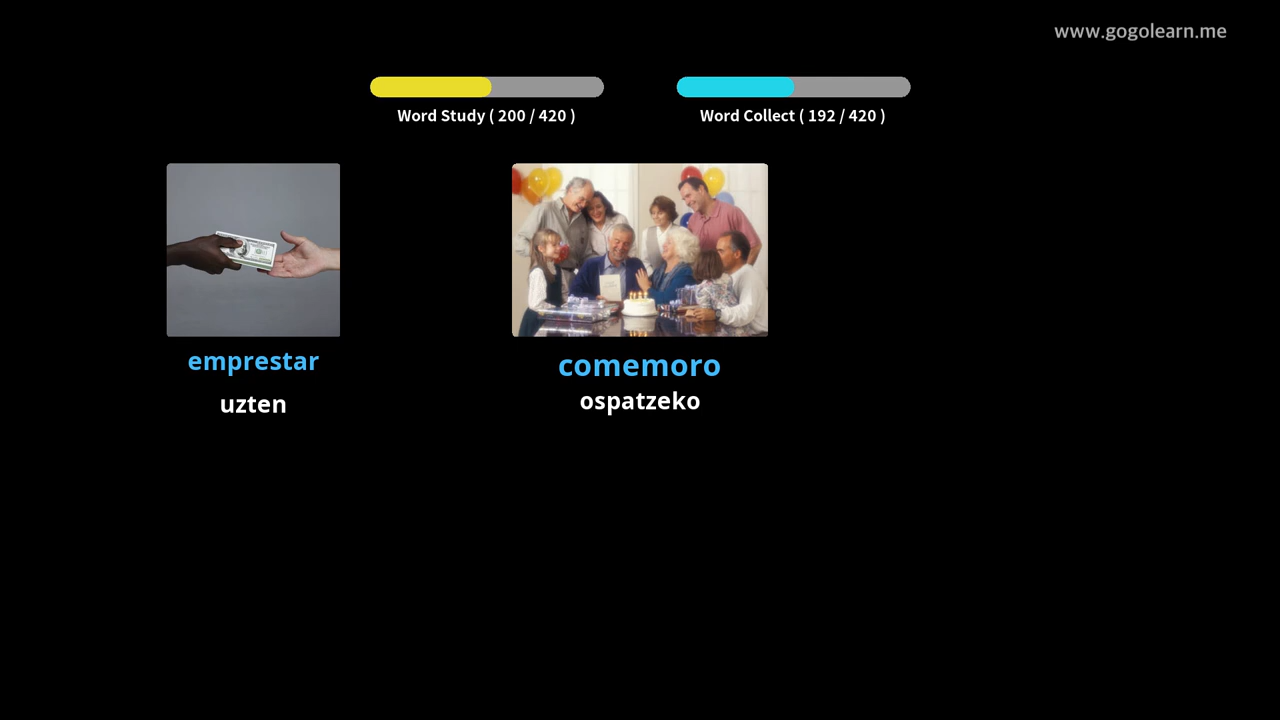 www.gogolearn.me
Word Study ( 200 / 420 )
Word Collect ( 192 / 420 )
emprestar
uzten
comemoro
ospatzeko